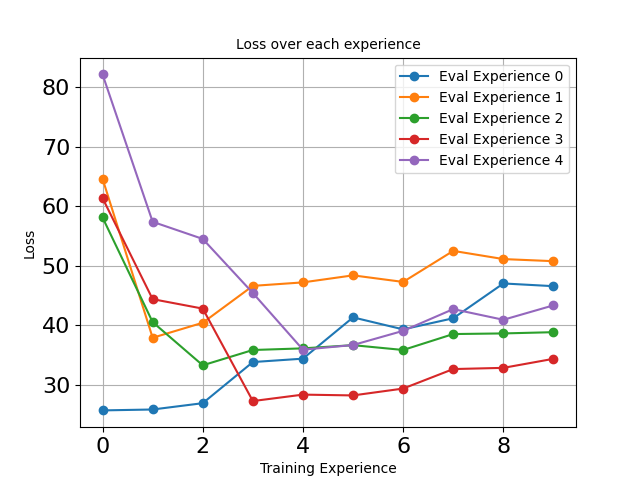 Loss over each experience
80
70
60
50
40
30
Loss
0 2 4 6 8
Training Experience
Eval Experience 0
Eval Experience 1
Eval Experience 2
Eval Experience 3
Eval Experience 4